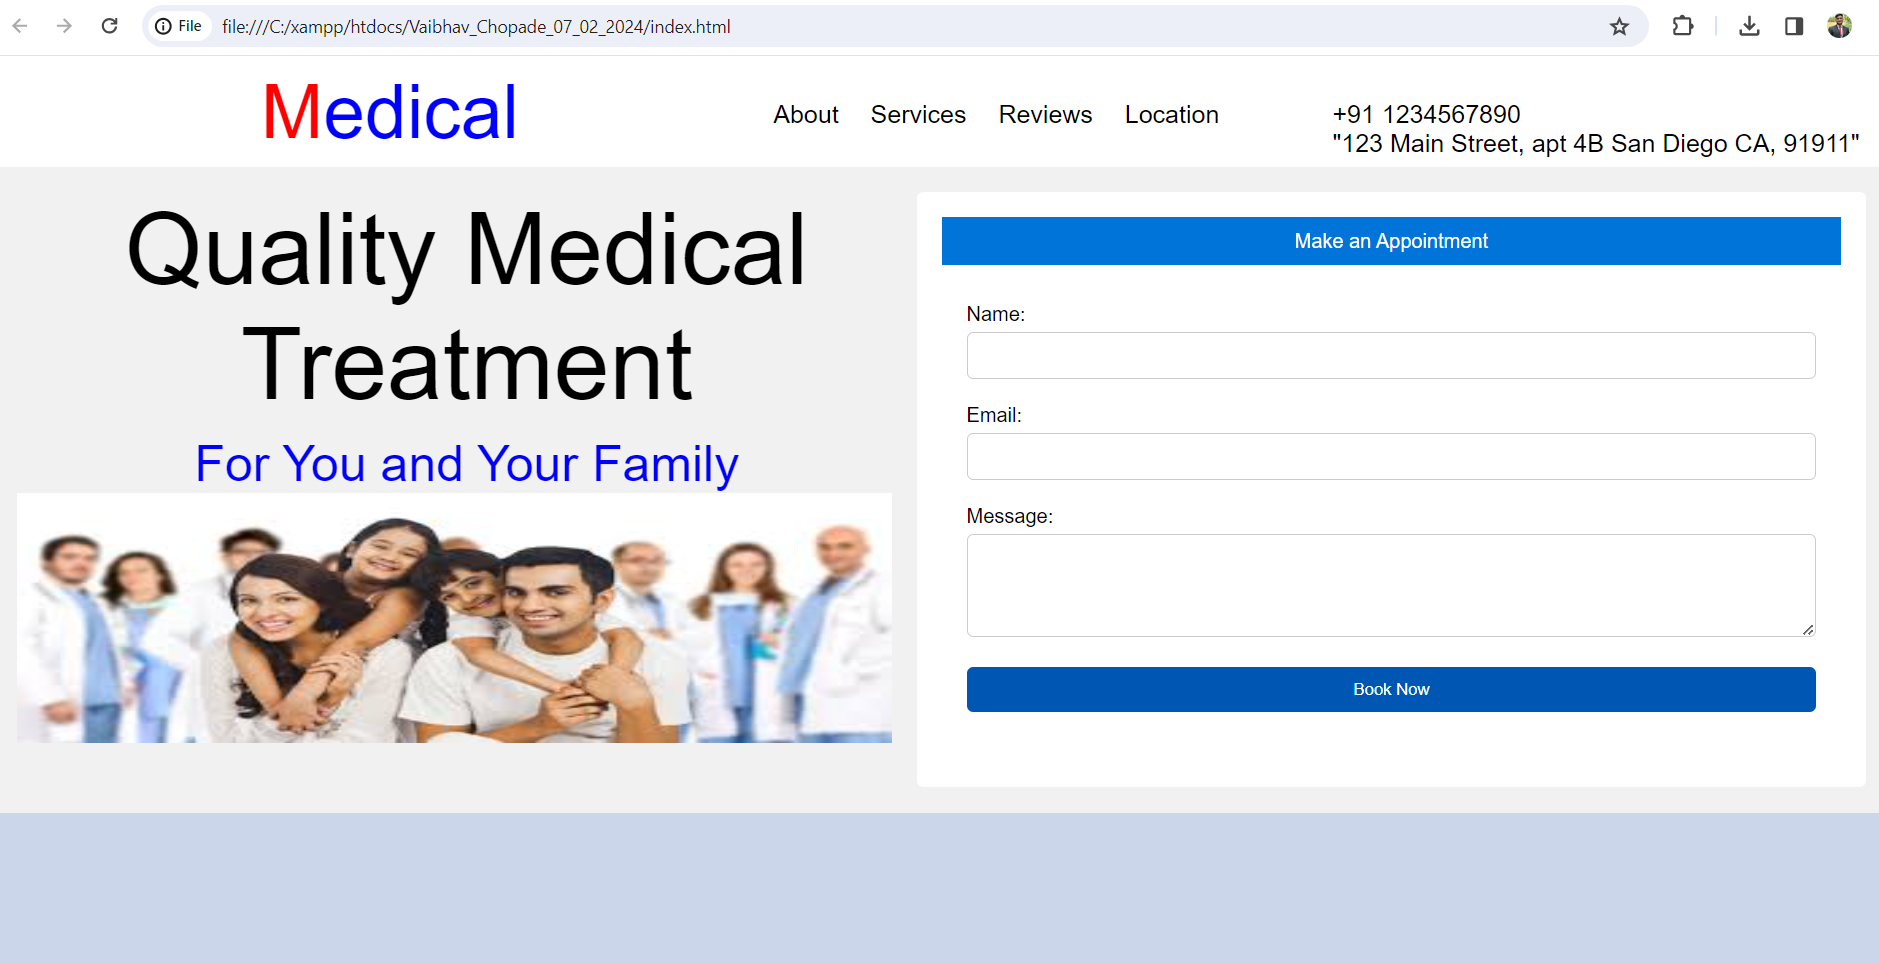 File file:///C:/xampp/htdocs/Vaibhav_Chopade_07_02_2024/index.html
Medical
About Services Reviews Location
+91 1234567890
"123 Main Street, apt 4B San Diego CA, 91911"
Quality Medical
Treatment
For You and Your Family
Make an Appointment
Name:
Email:
Message:
Book Now